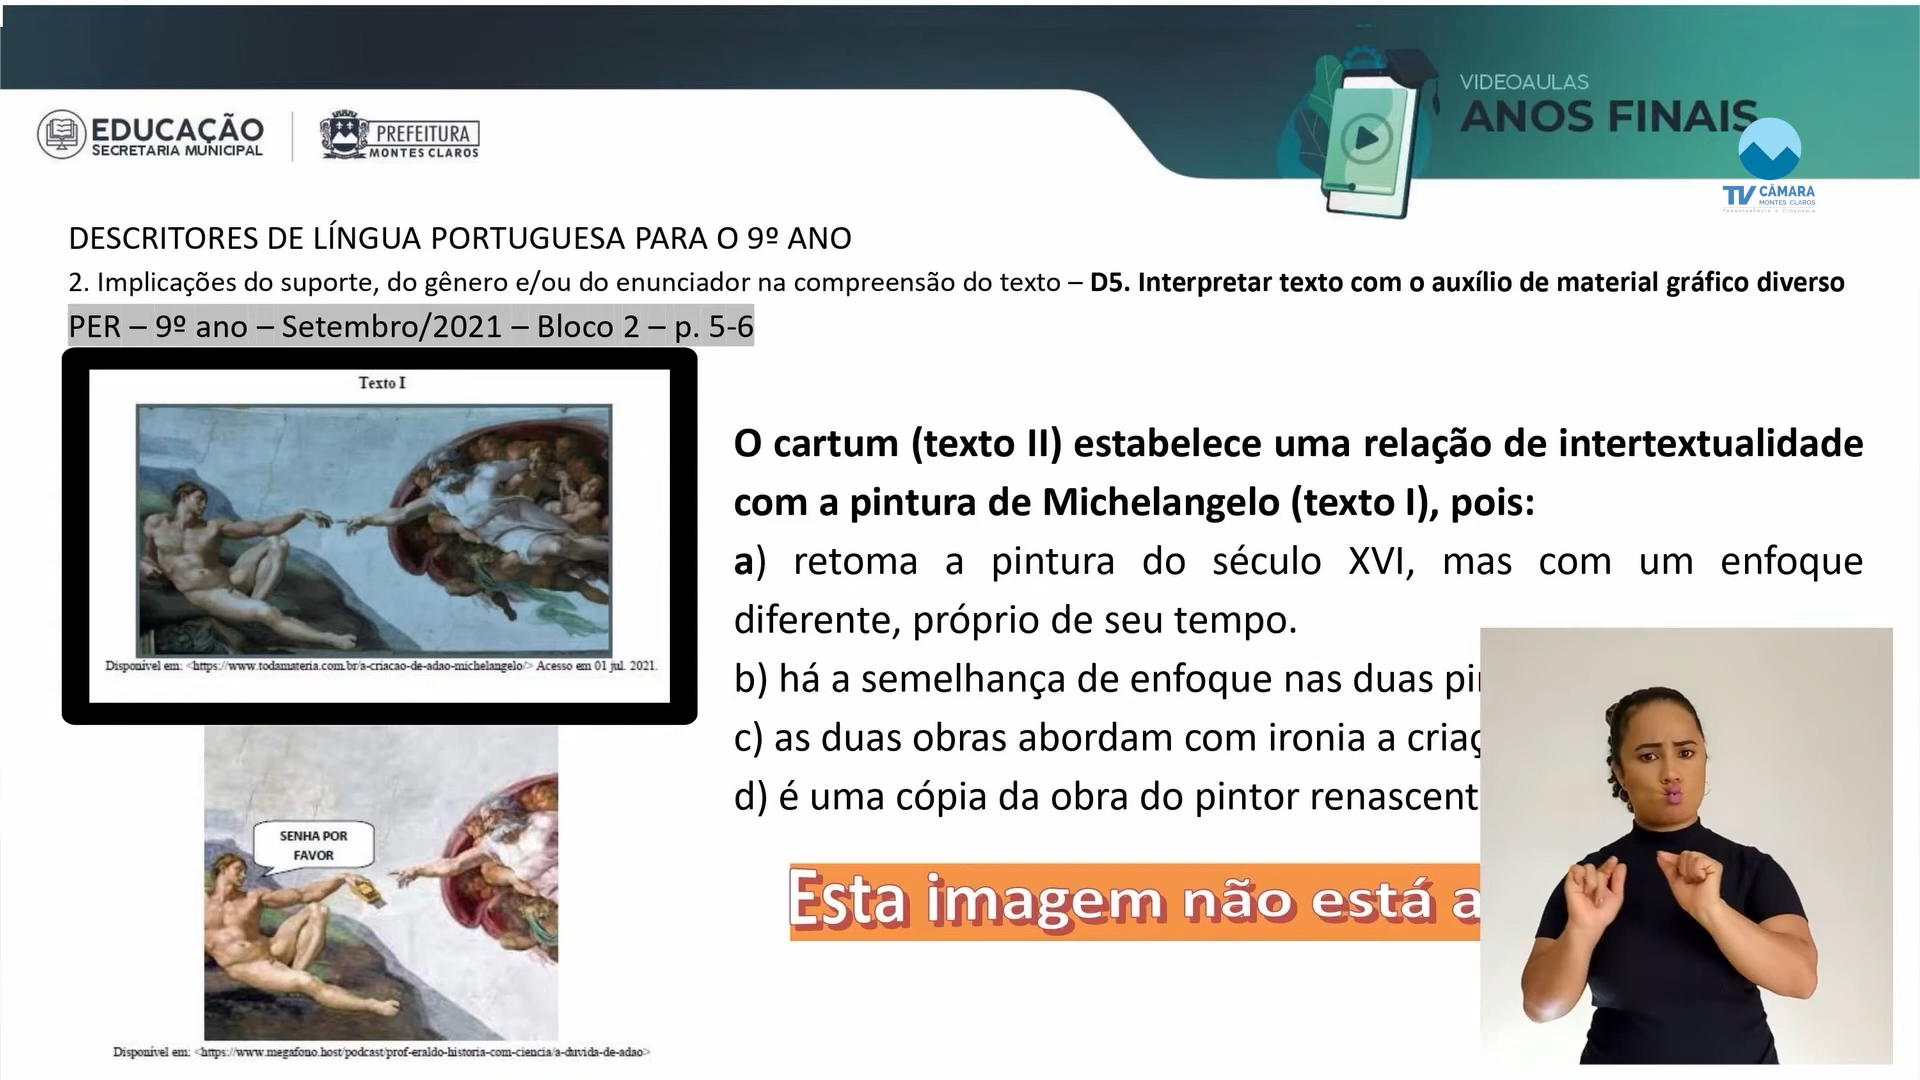 VIDEOAULAS
ANOS FINAIS
EDUCAÇÃO
SECRETARIA MUNICIPAL
PREFEITURA
MONTES CLAROS
TV CÂMARA
MONTES CLAROS
DESCRITORES DE LÍNGUA PORTUGUESA PARA O 9º ANO
2. Implicações do suporte, do gênero e/ou do enunciador na compreensão do texto – D5. Interpretar texto com o auxílio de material gráfico diverso
PER – 9º ano – Setembro/2021 – Bloco 2 – p. 5-6
Texto I
Disponível em: <https://www.todamateria.com.br/a-criacao-de-adao-michelangelo/> Acesso em 01 jul. 2021.
SENHA POR
FAVOR
Disponível em: <https://www.megafono.host/podcast/prof-eraldo-historia-com-ciencia/a-duvida-de-adao>
O cartum (texto II) estabelece uma relação de intertextualidade
com a pintura de Michelangelo (texto I), pois:
a) retoma a pintura do século XVI, mas com um enfoque
diferente, próprio de seu tempo.
b) há a semelhança de enfoque nas duas
c) as duas obras abordam com ironia a
d) é uma cópia da obra do pintor
Esta imagem não está